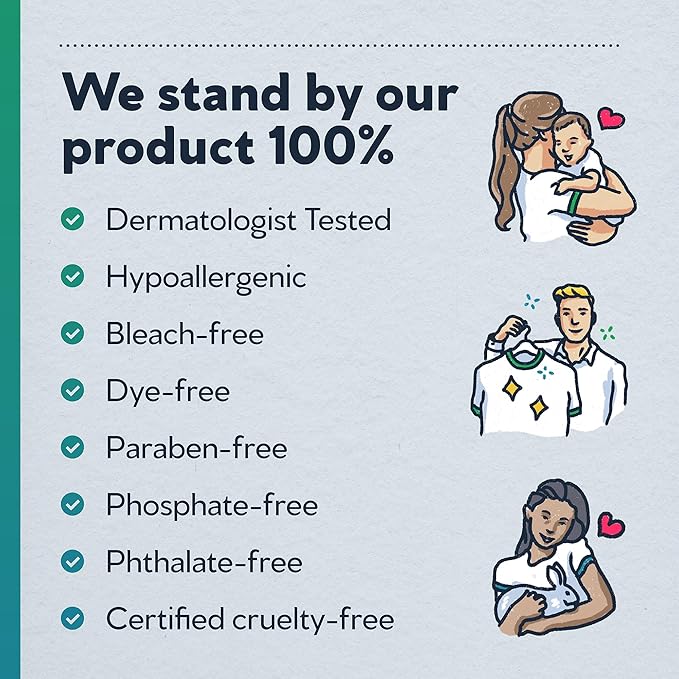 We stand by our
product 100%
Dermatologist Tested
Hypoallergenic
Bleach-free
Dye-free
Paraben-free
Phosphate-free
Phthalate-free
Certified cruelty-free